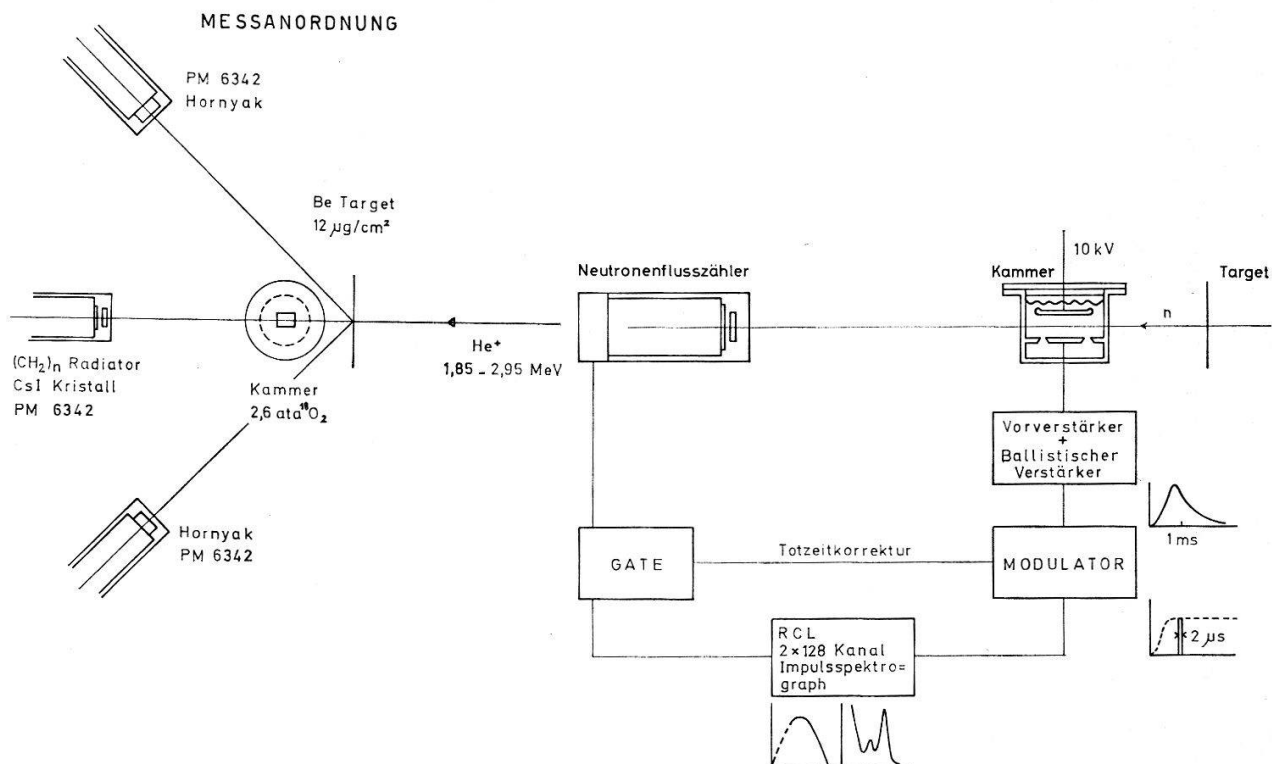 MESSANORDNUNG
PM 6342
Hornyak
Be Target
12 µg/cm²
(CH₂)ₙ Radiator
CsI Kristall
PM 6342
Kammer
2,6 ata ¹⁸O₂
He⁺
1,85 - 2,95 MeV
Hornyak
PM 6342
Neutronenflusszähler
Kammer
10 kV
n
Target
Vorverstärker
+
Ballistischer
Verstärker
1 ms
GATE
Totzeitkorrektur
MODULATOR
2 µs
RCL
2×128 Kanal
Impulsspektro=
graph